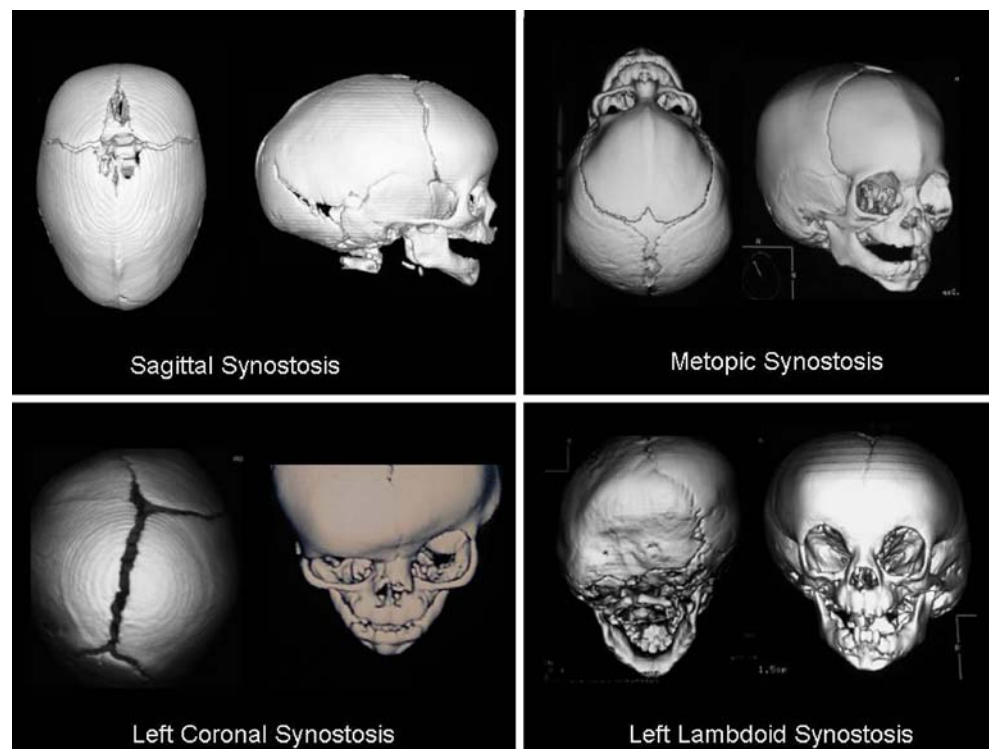 Sagittal Synostosis
Metopic Synostosis
Left Coronal Synostosis
Left Lambdoid Synostosis